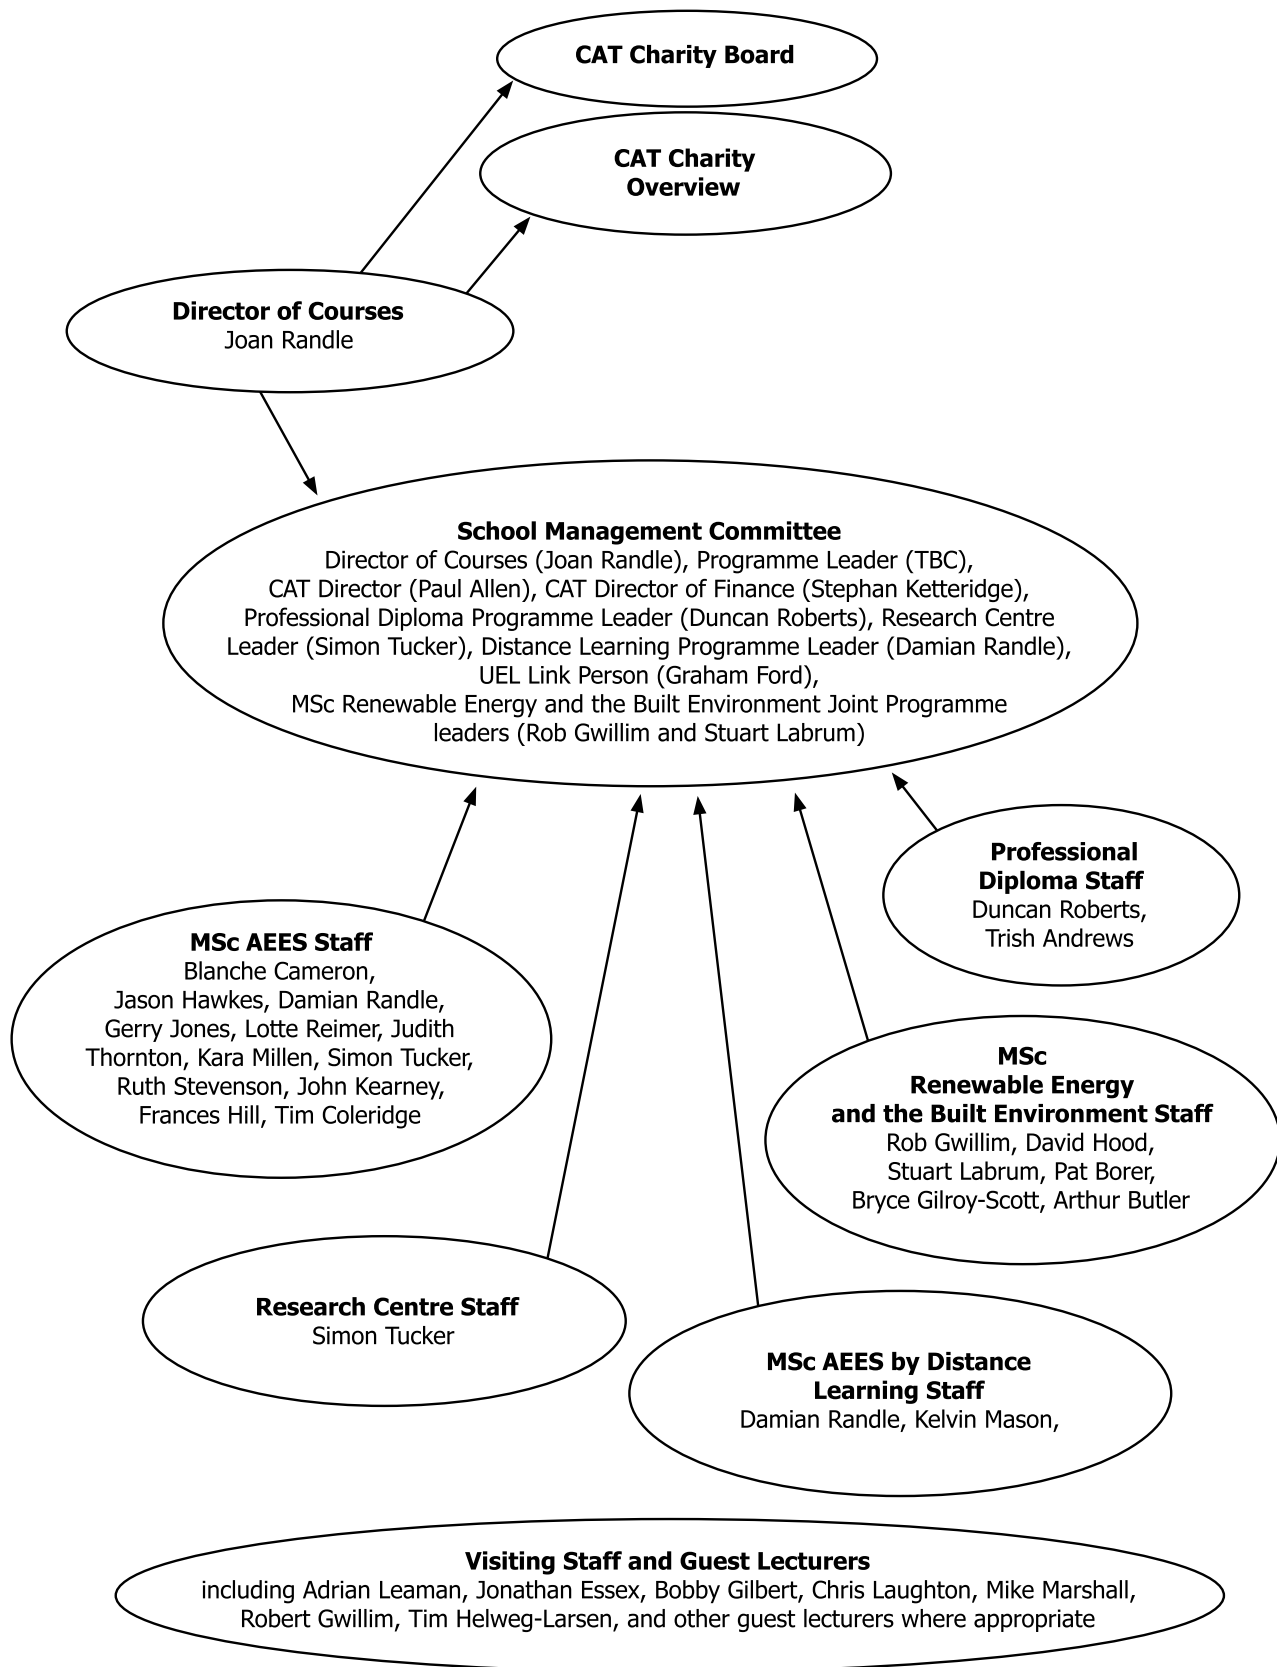 CAT Charity Board
CAT Charity
Overview
Director of Courses
Joan Randle
School Management Committee
Director of Courses (Joan Randle), Programme Leader (TBC),
CAT Director (Paul Allen), CAT Director of Finance (Stephan Ketteridge),
Professional Diploma Programme Leader (Duncan Roberts), Research Centre
Leader (Simon Tucker), Distance Learning Programme Leader (Damian Randle),
UEL Link Person (Graham Ford),
MSc Renewable Energy and the Built Environment Joint Programme
leaders (Rob Gwillim and Stuart Labrum)
Professional
Diploma Staff
Duncan Roberts,
Trish Andrews
MSc AEES Staff
Blanche Cameron,
Jason Hawkes, Damian Randle,
Gerry Jones, Lotte Reimer, Judith
Thornton, Kara Millen, Simon Tucker,
Ruth Stevenson, John Kearney,
Frances Hill, Tim Coleridge
MSc
Renewable Energy
and the Built Environment Staff
Rob Gwillim, David Hood,
Stuart Labrum, Pat Borer,
Bryce Gilroy-Scott, Arthur Butler
Research Centre Staff
Simon Tucker
MSc AEES by Distance
Learning Staff
Damian Randle, Kelvin Mason,
Visiting Staff and Guest Lecturers
including Adrian Leaman, Jonathan Essex, Bobby Gilbert, Chris Laughton, Mike Marshall,
Robert Gwillim, Tim Helweg-Larsen, and other guest lecturers where appropriate